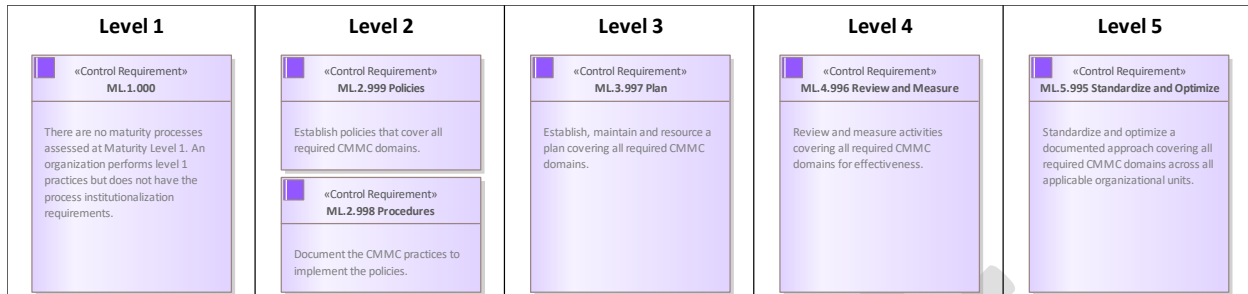 Level 1
«Control Requirement»
ML.1.000
There are no maturity processes
assessed at Maturity Level 1. An
organization performs level 1
practices but does not have the
process institutionalization
requirements.
Level 2
«Control Requirement»
ML.2.999 Policies
Establish policies that cover all
required CMMC domains.
«Control Requirement»
ML.2.998 Procedures
Document the CMMC practices to
implement the policies.
Level 3
«Control Requirement»
ML.3.997 Plan
Establish, maintain and resource a
plan covering all required CMMC
domains.
Level 4
«Control Requirement»
ML.4.996 Review and Measure
Review and measure activities
covering all required CMMC
domains for effectiveness.
Level 5
«Control Requirement»
ML.5.995 Standardize and Optimize
Standardize and optimize a
documented approach covering all
required CMMC domains across all
applicable organizational units.